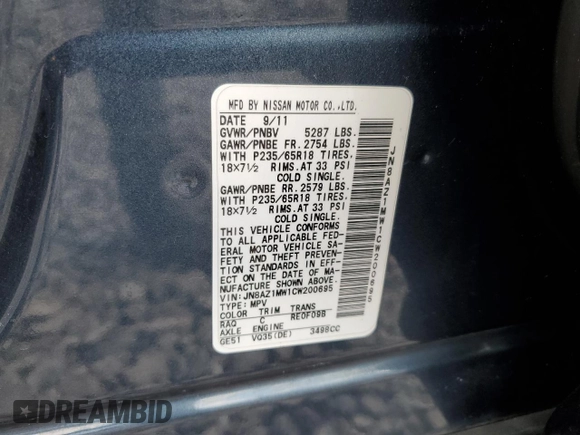 MFD BY NISSAN MOTOR CO.,LTD.
DATE 9/11
GVWR/PNBV 5287 LBS.
GAWR/PNBE FR. 2754 LBS.
WITH P235/65R18 TIRES.
18×7½ RIMS.AT 33 PSI
COLD SINGLE.
GAWR/PNBE RR. 2579 LBS.
WITH P235/65R18 TIRES.
18×7½ RIMS.AT 33 PSI
COLD SINGLE.
THIS VEHICLE CONFORMS
TO ALL APPLICABLE FED-
ERAL MOTOR VEHICLE SA-
FETY AND THEFT PREVEN-
TION STANDARDS IN EFF-
ECT ON THE DATE OF MA-
NUFACTURE SHOWN ABOVE.
VIN:JN8AZ1MW1CW200695
TYPE: MPV
COLOR TRIM TRANS
RAQ C RE0F09B
AXLE ENGINE
GE51 VQ35(DE) 3498CC
JN8AZ1MW1CW200695
DREAMBID